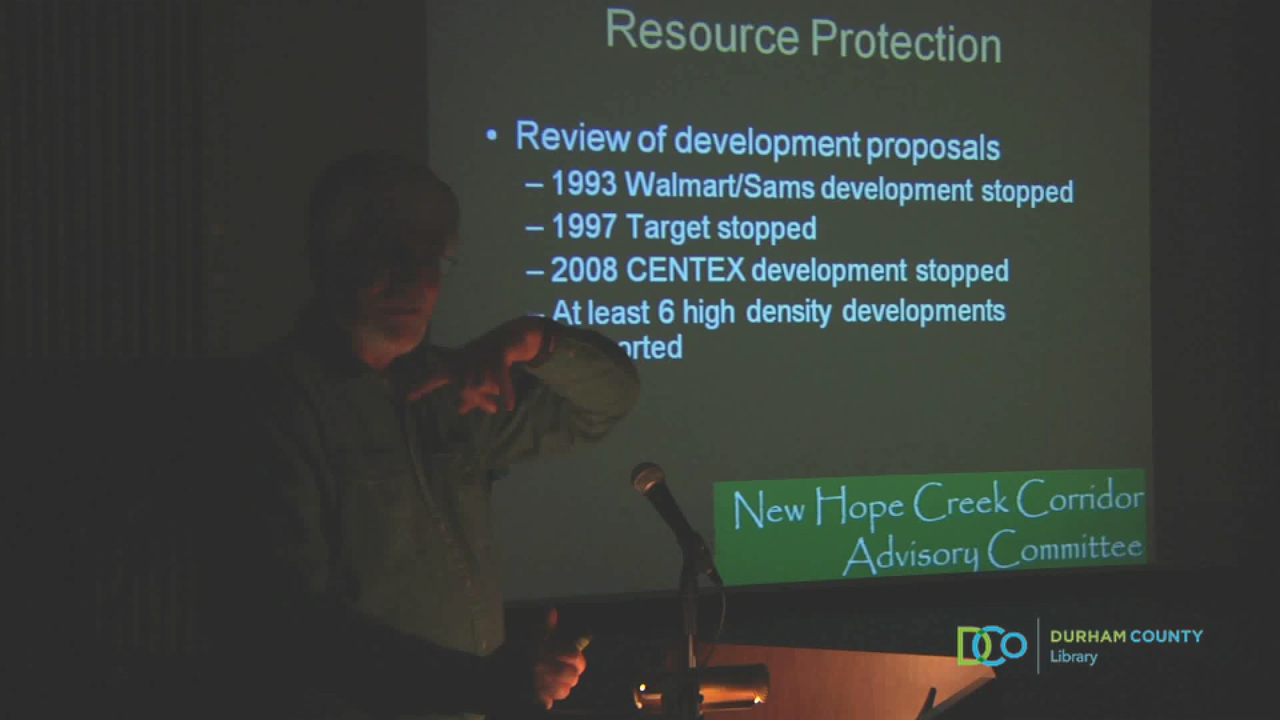 Resource Protection
• Review of development proposals
– 1993 Walmart/Sams development stopped
– 1997 Target stopped
– 2008 CENTEX development stopped
– At least 6 high density developments
New Hope Creek Corridor
Advisory Committee
DCo DURHAM COUNTY
Library